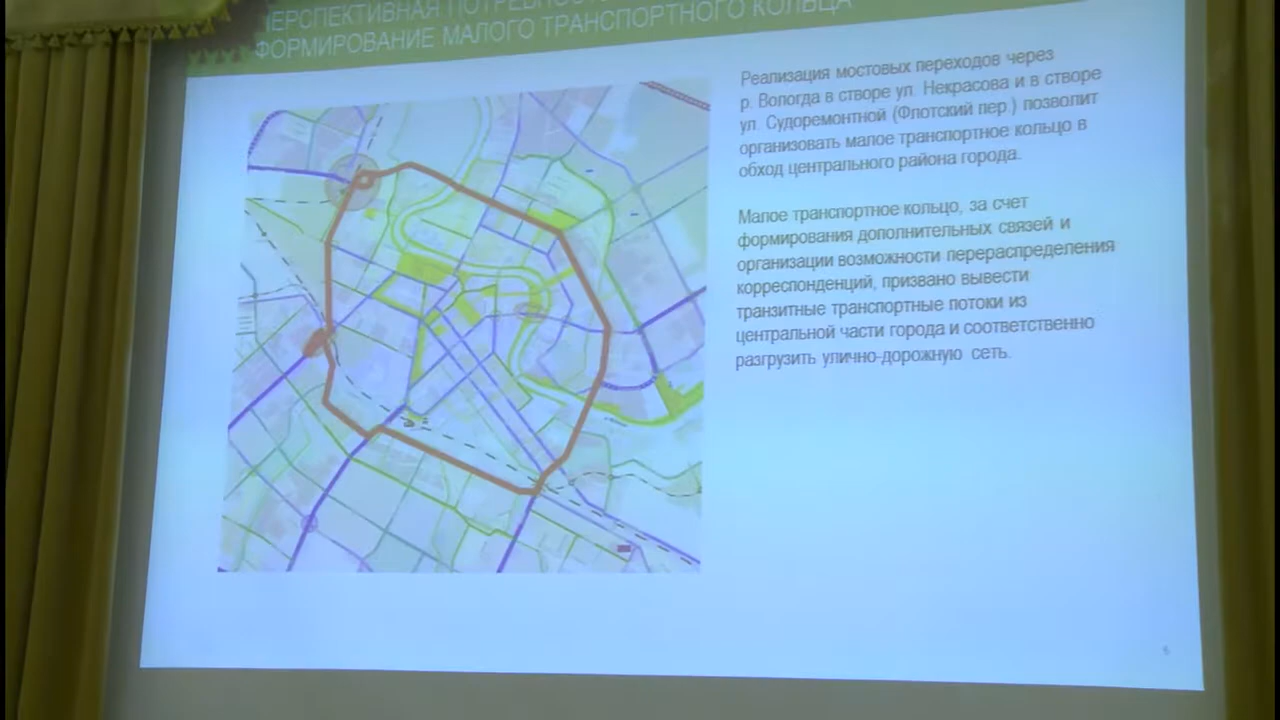 ПЕРСПЕКТИВНАЯ
ФОРМИРОВАНИЕ МАЛОГО ТРАНСПОРТНОГО КОЛЬЦА
Реализация мостовых переходов через
р. Вологда в створе ул. Некрасова и в створе
ул. Судоремонтной (Флотский пер.) позволит
организовать малое транспортное кольцо в
обход центрального района города.
Малое транспортное кольцо, за счет
формирования дополнительных связей и
организации возможности перераспределения
корреспонденций, призвано вывести
транзитные транспортные потоки из
центральной части города и соответственно
разгрузить улично-дорожную сеть.